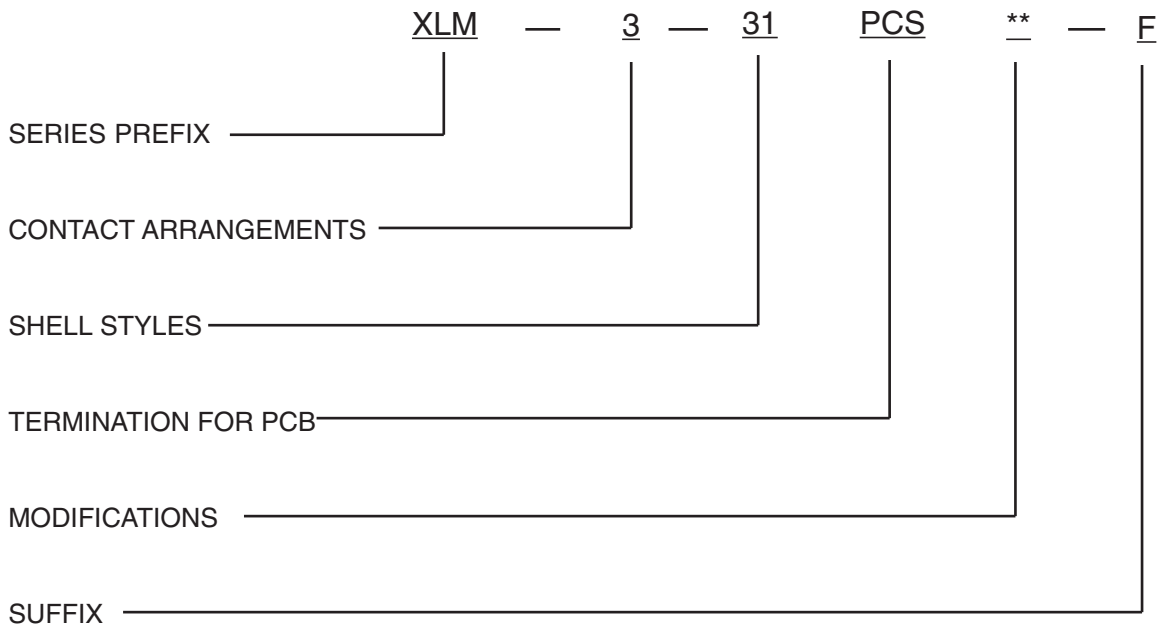 XLM — 3 — 31 PCS ** — F
SERIES PREFIX
CONTACT ARRANGEMENTS
SHELL STYLES
TERMINATION FOR PCB
MODIFICATIONS
SUFFIX